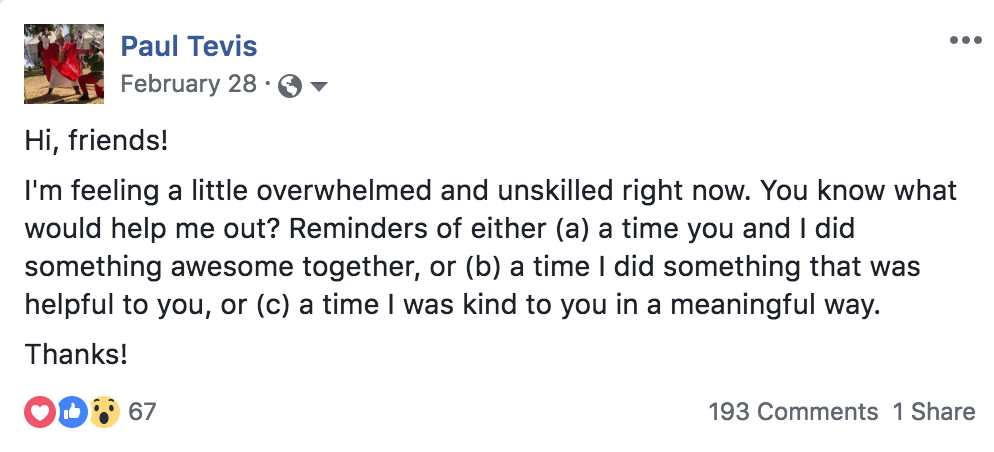 Paul Tevis
February 28 ·
Hi, friends!
I'm feeling a little overwhelmed and unskilled right now. You know what
would help me out? Reminders of either (a) a time you and I did
something awesome together, or (b) a time I did something that was
helpful to you, or (c) a time I was kind to you in a meaningful way.
Thanks!
67 193 Comments 1 Share